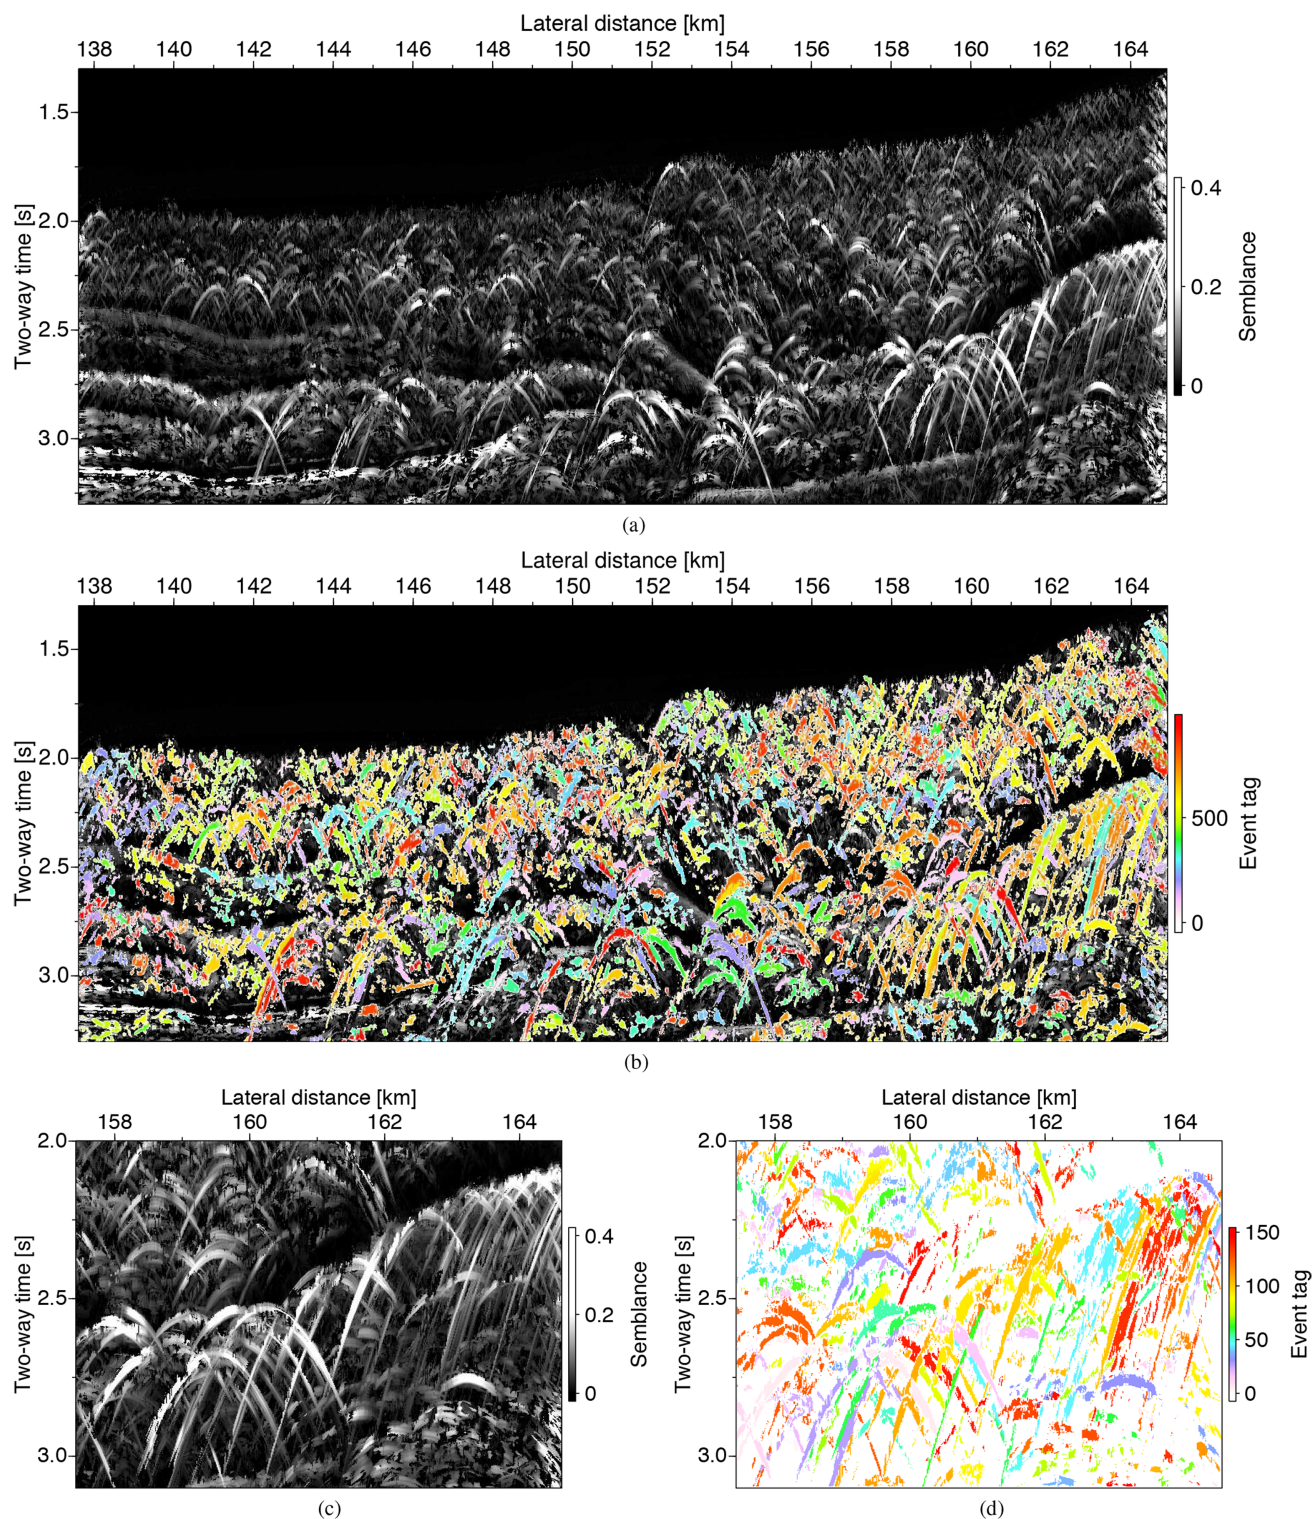 Lateral distance [km]
138 140 142 144 146 148 150 152 154 156 158 160 162 164
Two-way time [s]
1.5
2.0
2.5
3.0
0.4
0.2
0
Semblance
(a)
Lateral distance [km]
138 140 142 144 146 148 150 152 154 156 158 160 162 164
Two-way time [s]
1.5
2.0
2.5
3.0
500
0
Event tag
(b)
Lateral distance [km]
158 160 162 164
Two-way time [s]
2.0
2.5
3.0
0.4
0.2
0
Semblance
(c)
Lateral distance [km]
158 160 162 164
Two-way time [s]
2.0
2.5
3.0
150
100
50
0
Event tag
(d)